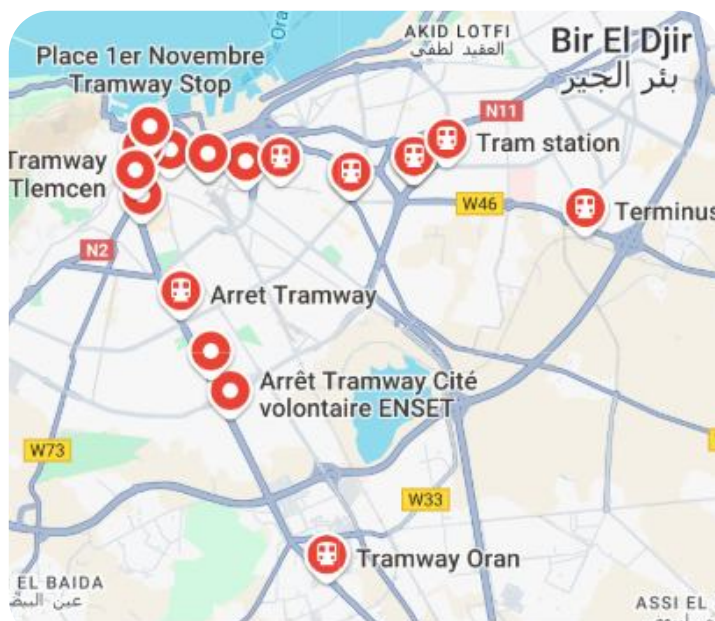 AKID LOTFI
العقيد لطفي
Bir El Djir
بئر الجير
Place 1er Novembre
Tramway Stop
Ora
N11
Tram station
Tramway
Tlemcen
W46
Terminus
N2
Arret Tramway
Arrêt Tramway Cité
volontaire ENSET
W73
W33
Tramway Oran
EL BAIDA
عين البيض
ASSI EL